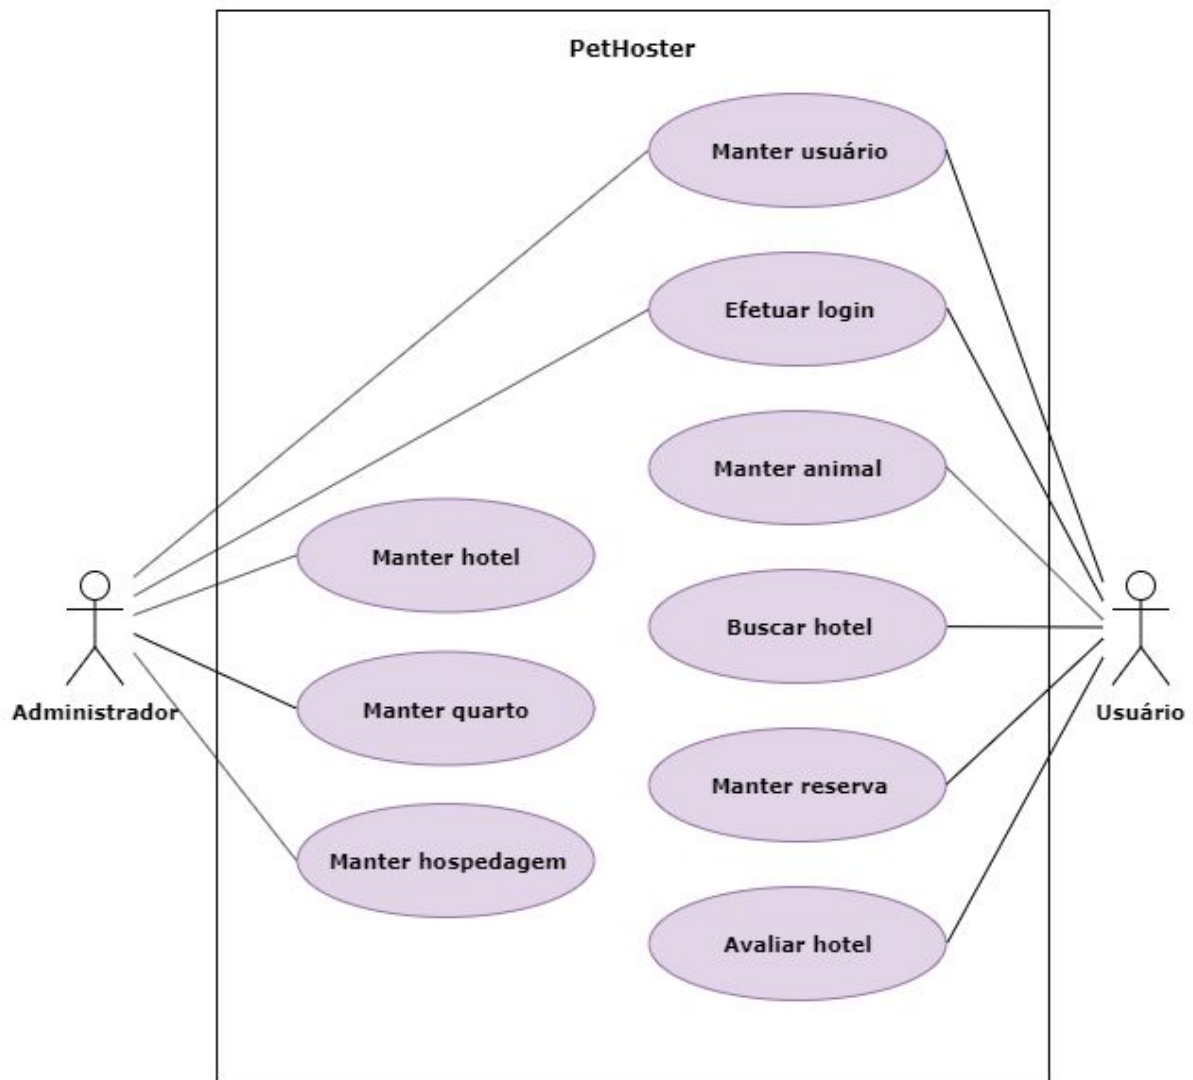 PetHoster
Manter usuário
Efetuar login
Manter animal
Manter hotel
Buscar hotel
Manter quarto
Administrador
Usuário
Manter reserva
Manter hospedagem
Avaliar hotel